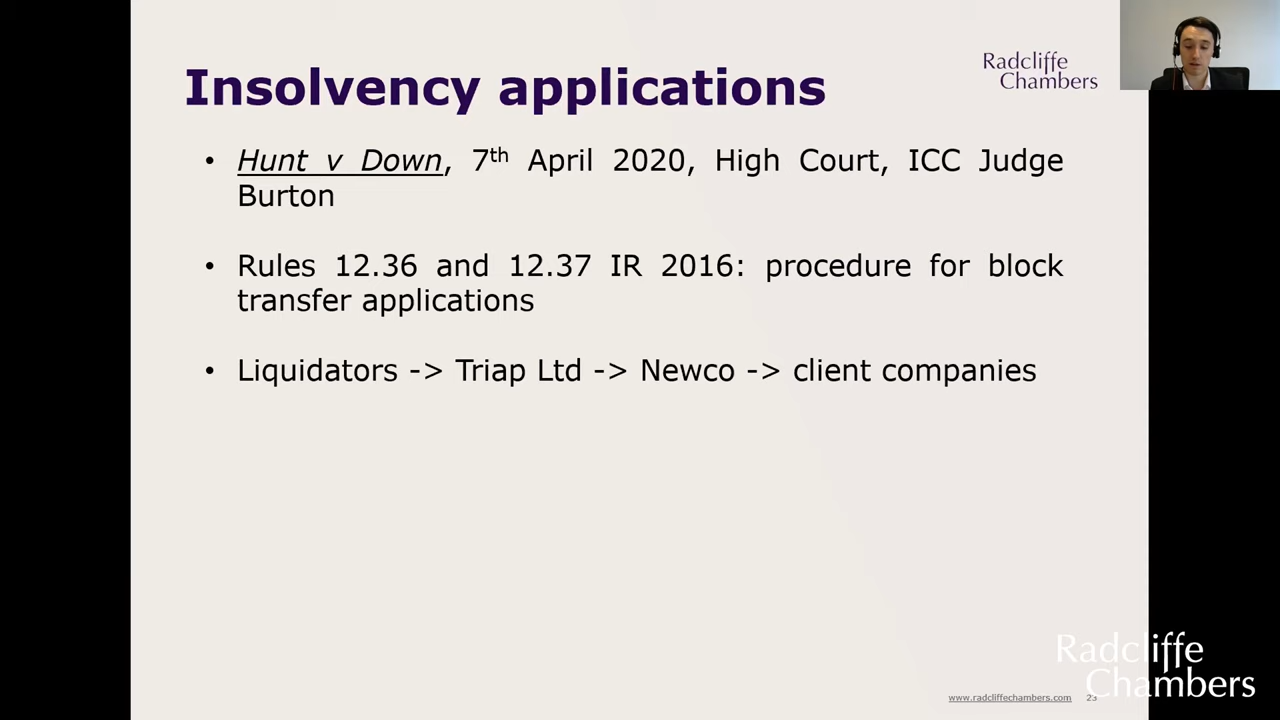 Insolvency applications
Radcliffe
Chambers
• Hunt v Down, 7th April 2020, High Court, ICC Judge
Burton
• Rules 12.36 and 12.37 IR 2016: procedure for block
transfer applications
• Liquidators -> Triap Ltd -> Newco -> client companies
www.radcliffechambers.com
Radcliffe
Chambers